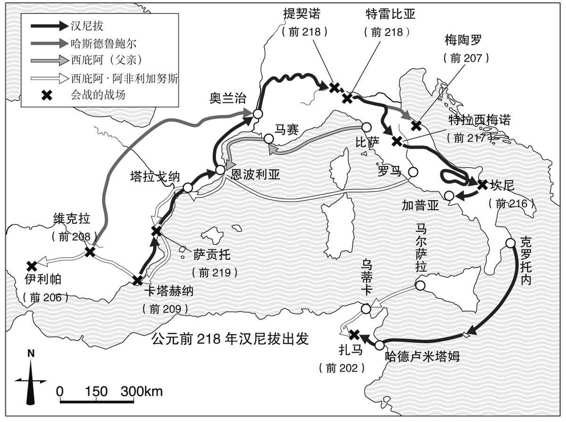 汉尼拔
哈斯德鲁鲍尔
西庇阿（父亲）
西庇阿·阿非利加努斯
会战的战场
提契诺
（前 218）
特雷比亚
（前 218）
梅陶罗
（前 207）
奥兰治
马赛
比萨
特拉西梅诺
（前 217）
塔拉戈纳
恩波利亚
罗马
坎尼
（前 216）
加普亚
维克拉
（前 208）
萨贡托
（前 219）
马尔萨拉
克罗托内
伊利帕
（前 206）
卡塔赫纳
（前 209）
乌蒂卡
公元前 218 年汉尼拔出发
扎马
（前 202）
哈德卢米塔姆
N
0 150 300km